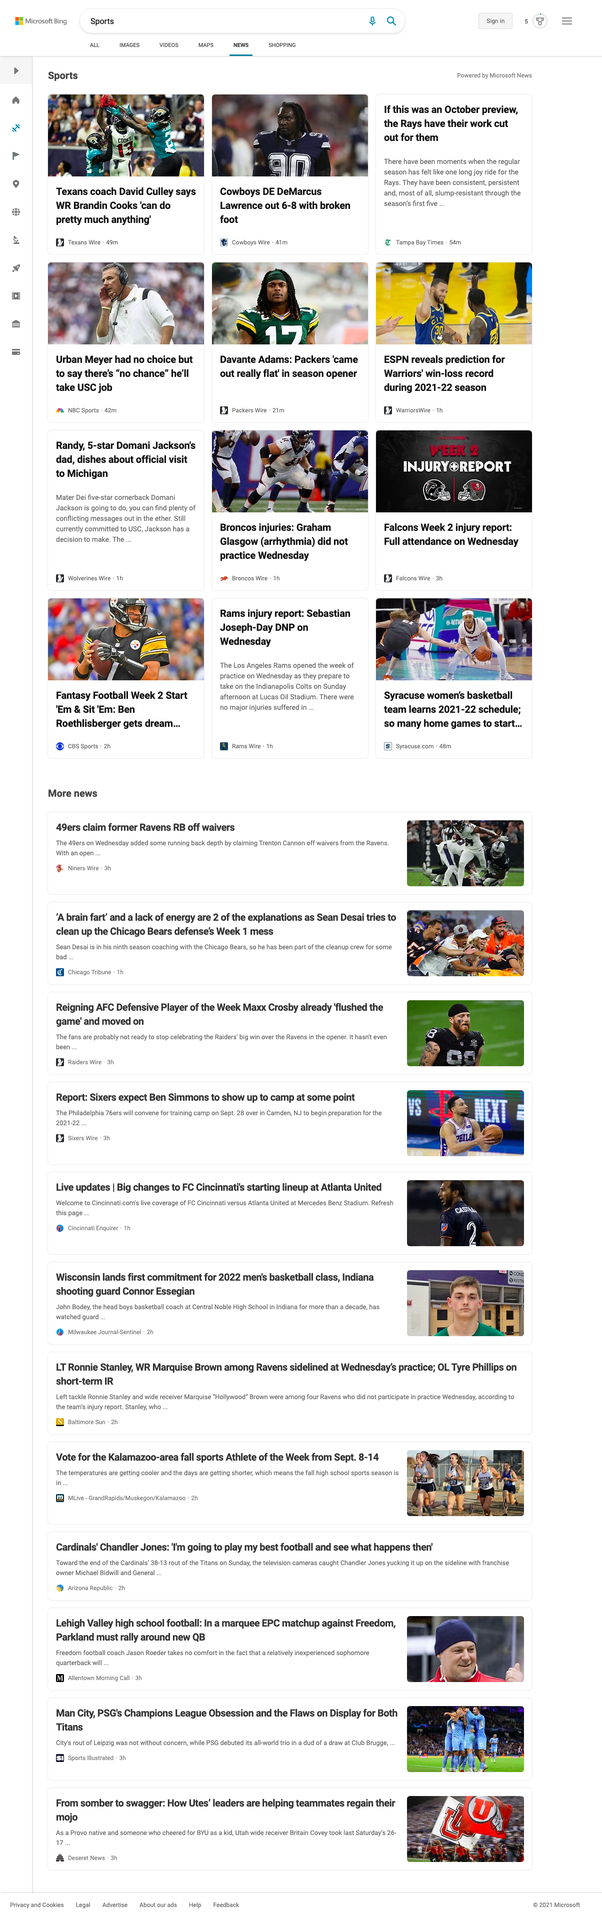 Microsoft Bing
Sports
Sign in
5
ALL
IMAGES
VIDEOS
MAPS
NEWS
SHOPPING
Sports
Powered by Microsoft News
Texans coach David Culley says
WR Brandin Cooks 'can do
pretty much anything'
Texans Wire · 49m
Cowboys DE DeMarcus
Lawrence out 6-8 with broken
foot
Cowboys Wire · 41m
If this was an October preview,
the Rays have their work cut
out for them
There have been moments when the regular
season has felt like one long joy ride for the
Rays. They have been consistent, persistent
and, most of all, slump-resistant through the
season's first five ...
Tampa Bay Times · 54m
Urban Meyer had no choice but
to say there's "no chance" he'll
take USC job
NBC Sports · 42m
17
Davante Adams: Packers 'came
out really flat' in season opener
Packers Wire · 21m
30
ESPN reveals prediction for
Warriors' win-loss record
during 2021-22 season
WarriorsWire · 1h
Randy, 5-star Domani Jackson's
dad, dishes about official visit
to Michigan
Mater Dei five-star cornerback Domani
Jackson is going to do, you can find plenty of
conflicting messages out in the ether. Still
currently committed to USC, Jackson has a
decision to make. The ...
Wolverines Wire · 1h
Broncos injuries: Graham
Glasgow (arrhythmia) did not
practice Wednesday
Broncos Wire · 1h
WEEK 2
INJURY REPORT
Falcons Week 2 injury report:
Full attendance on Wednesday
Falcons Wire · 3h
Fantasy Football Week 2 Start
'Em & Sit 'Em: Ben
Roethlisberger gets dream...
CBS Sports · 2h
Rams injury report: Sebastian
Joseph-Day DNP on
Wednesday
The Los Angeles Rams opened the week of
practice on Wednesday as they prepare to
take on the Indianapolis Colts on Sunday
afternoon at Lucas Oil Stadium. There were
no major injuries suffered in ...
Rams Wire · 1h
Syracuse women's basketball
team learns 2021-22 schedule;
so many home games to start...
Syracuse.com · 48m
More news
49ers claim former Ravens RB off waivers
The 49ers on Wednesday added some running back depth by claiming Trenton Cannon off waivers from the Ravens.
With an open ...
Niners Wire · 3h
'A brain fart' and a lack of energy are 2 of the explanations as Sean Desai tries to
clean up the Chicago Bears defense's Week 1 mess
Sean Desai is in his ninth season coaching with the Chicago Bears, so he has been part of the cleanup crew for some
bad ...
Chicago Tribune · 1h
Reigning AFC Defensive Player of the Week Maxx Crosby already 'flushed the
game' and moved on
The fans are probably not ready to stop celebrating the Raiders' big win over the Ravens in the opener. It hasn't even
been ...
Raiders Wire · 3h
Report: Sixers expect Ben Simmons to show up to camp at some point
The Philadelphia 76ers will convene for training camp on Sept. 28 over in Camden, NJ to begin preparation for the
2021-22 ...
Sixers Wire · 3h
VS
NEXT
Live updates | Big changes to FC Cincinnati's starting lineup at Atlanta United
Welcome to Cincinnati.com's live coverage of FC Cincinnati versus Atlanta United at Mercedes Benz Stadium. Refresh
this page ...
Cincinnati Enquirer · 1h
2
Wisconsin lands first commitment for 2022 men's basketball class, Indiana
shooting guard Connor Essegian
John Bodey, the head boys basketball coach at Central Noble High School in Indiana for more than a decade, has
watched guard ...
Milwaukee Journal-Sentinel · 2h
LT Ronnie Stanley, WR Marquise Brown among Ravens sidelined at Wednesday's practice; OL Tyre Phillips on
short-term IR
Left tackle Ronnie Stanley and wide receiver Marquise "Hollywood" Brown were among four Ravens who did not participate in practice Wednesday, according to
the team's injury report. Stanley, who ...
Baltimore Sun · 2h
Vote for the Kalamazoo-area fall sports Athlete of the Week from Sept. 8-14
The temperatures are getting cooler and the days are getting shorter, which means the fall high school sports season is
in ...
MLive - GrandRapids/Muskegon/Kalamazoo · 2h
Cardinals' Chandler Jones: 'I'm going to play my best football and see what happens then'
Toward the end of the Cardinals' 38-13 rout of the Titans on Sunday, the television cameras caught Chandler Jones yucking it up on the sideline with franchise
owner Michael Bidwill and General ...
Arizona Republic · 2h
Lehigh Valley high school football: In a marquee EPC matchup against Freedom,
Parkland must rally around new QB
Freedom football coach Jason Roeder takes no comfort in the fact that a relatively inexperienced sophomore
quarterback will ...
Allentown Morning Call · 3h
Man City, PSG's Champions League Obsession and the Flaws on Display for Both
Titans
City's rout of Leipzig was not without concern, while PSG debuted its all-world trio in a dud of a draw at Club Brugge, ...
Sports Illustrated · 3h
From somber to swagger: How Utes' leaders are helping teammates regain their
mojo
As a Provo native and someone who cheered for BYU as a kid, Utah wide receiver Britain Covey took last Saturday's 26-
17 ...
Deseret News · 3h
Privacy and Cookies
Legal
Advertise
About our ads
Help
Feedback
© 2021 Microsoft